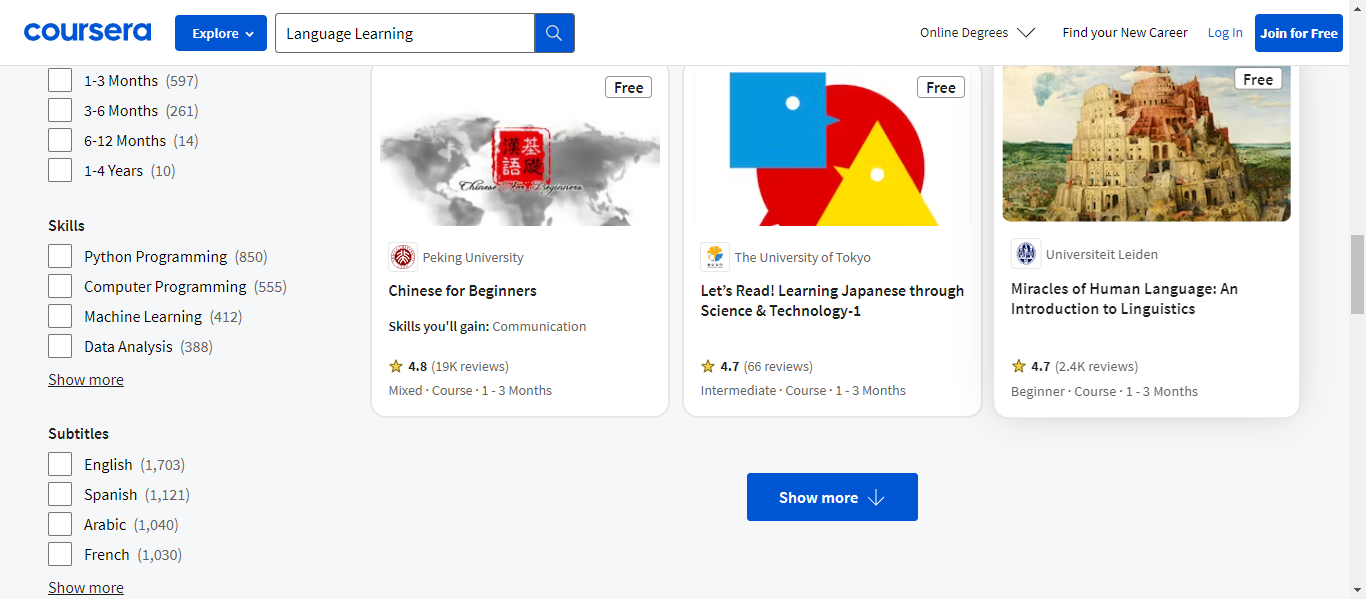 coursera
Explore
Language Learning
Online Degrees
Find your New Career
Log In
Join for Free
1-3 Months (597)
3-6 Months (261)
6-12 Months (14)
1-4 Years (10)
Skills
Python Programming (850)
Computer Programming (555)
Machine Learning (412)
Data Analysis (388)
Show more
Subtitles
English (1,703)
Spanish (1,121)
Arabic (1,040)
French (1,030)
Show more
Free
漢語
基礎
Chinese For Beginners
Peking University
Chinese for Beginners
Skills you'll gain: Communication
4.8 (19K reviews)
Mixed · Course · 1 - 3 Months
Free
The University of Tokyo
Let’s Read! Learning Japanese through
Science & Technology-1
4.7 (66 reviews)
Intermediate · Course · 1 - 3 Months
Free
Universiteit Leiden
Miracles of Human Language: An
Introduction to Linguistics
4.7 (2.4K reviews)
Beginner · Course · 1 - 3 Months
Show more